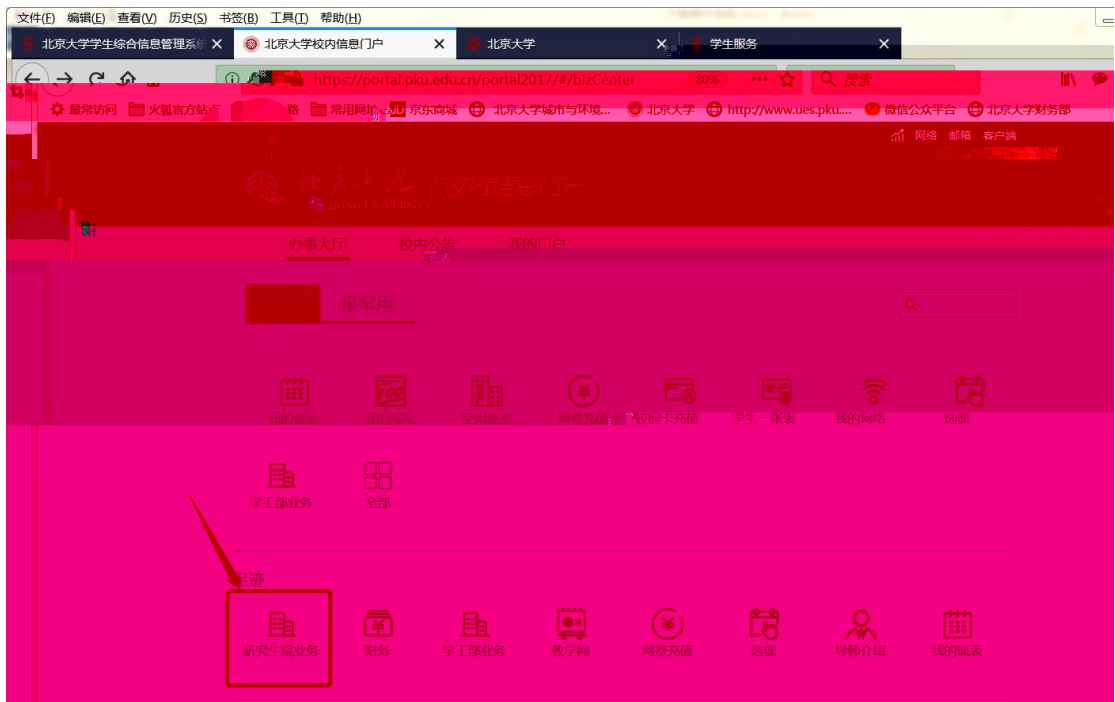 文件(F) 编辑(E) 查看(V) 历史(S) 书签(B) 工具(T) 帮助(H)
北京大学学生综合信息管理系统 北京大学校内信息门户 北京大学 学生服务
https://portal.pku.edu.cn/portal2017/#/bizCenter 80% 搜索
最常访问 火狐官方站点 常用网址 JD 京东商城 北京大学城市与环境... 北京大学 http://www.ues.pku.... 微信公众平台 北京大学财务部
网络 邮箱 客户端
北京大学 校内信息门户
办事大厅 校内公告 我的门户
最常用
我的课表 我的成绩 空闲教室 网费充值 校园卡充值 学生一张表 我的网络 选课
学工部业务 全部
足迹
研究生院业务 财务 学工部业务 教学网 网费充值 选课 导师介绍 我的课表